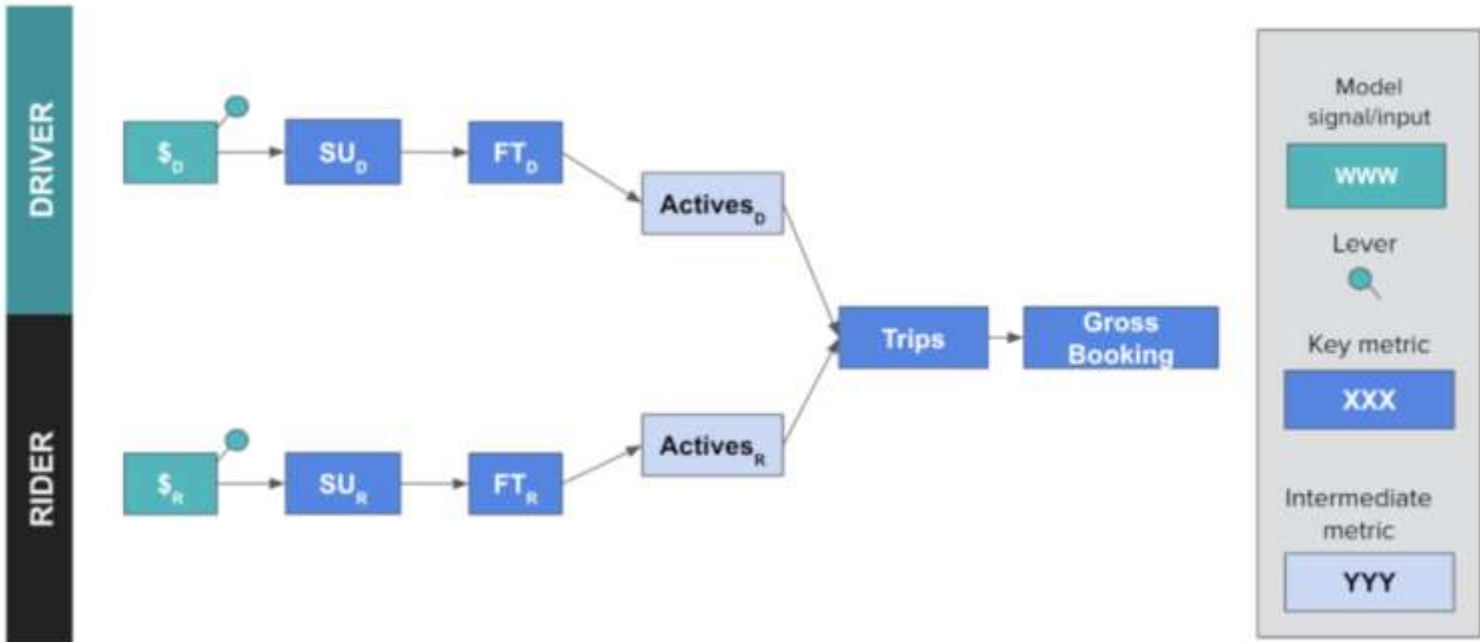 DRIVER
$D
SUD
FTD
ActivesD
Trips
Gross
Booking
RIDER
$R
SUR
FTR
ActivesR
Model
signal/input
WWW
Lever
Key metric
XXX
Intermediate
metric
YYY